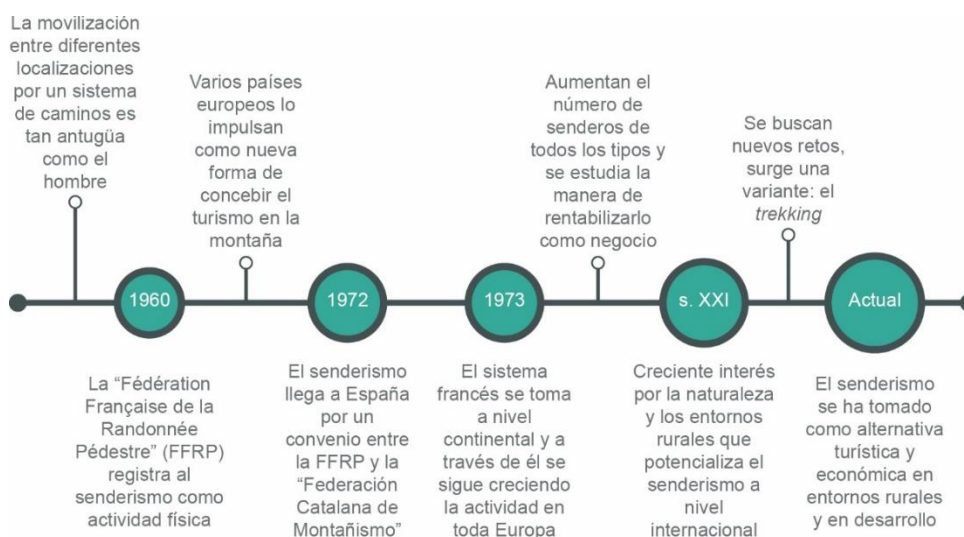 La movilización
entre diferentes
localizaciones
por un sistema
de caminos es
tan antugüa
como el
hombre
Varios países
europeos lo
impulsan
como nueva
forma de
concebir el
turismo en la
montaña
Aumentan el
número de
senderos de
todos los tipos y
se estudia la
manera de
rentabilizarlo
como negocio
Se buscan
nuevos retos,
surge una
variante: el
trekking
1960
1972
1973
s. XXI
Actual
La “Fédération
Française de la
Randonnée
Pédestre” (FFRP)
registra al
senderismo como
actividad física
El senderismo
llega a España
por un
convenio entre
la FFRP y la
“Federación
Catalana de
Montañismo”
El sistema
francés se toma
a nivel
continental y a
través de él se
sigue creciendo
la actividad en
toda Europa
Creciente interés
por la naturaleza
y los entornos
rurales que
potencializa el
senderismo a
nivel
internacional
El senderismo
se ha tomado
como alternativa
turística y
económica en
entornos rurales
y en desarrollo